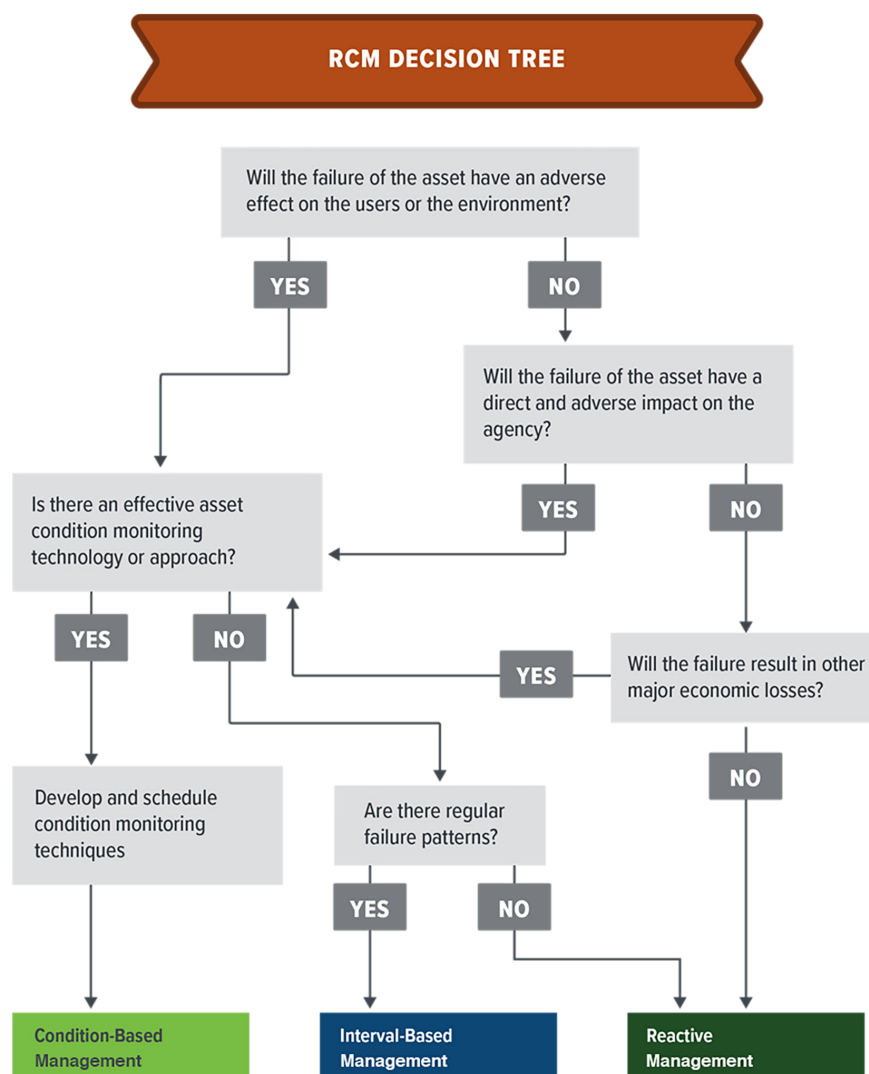 RCM DECISION TREE
Will the failure of the asset have an adverse
effect on the users or the environment?
YES
NO
Will the failure of the asset have a
direct and adverse impact on the
agency?
YES
NO
Is there an effective asset
condition monitoring
technology or approach?
YES
NO
Will the failure result in other
major economic losses?
YES
NO
Develop and schedule
condition monitoring
techniques
Are there regular
failure patterns?
YES
NO
Condition-Based
Management
Interval-Based
Management
Reactive
Management